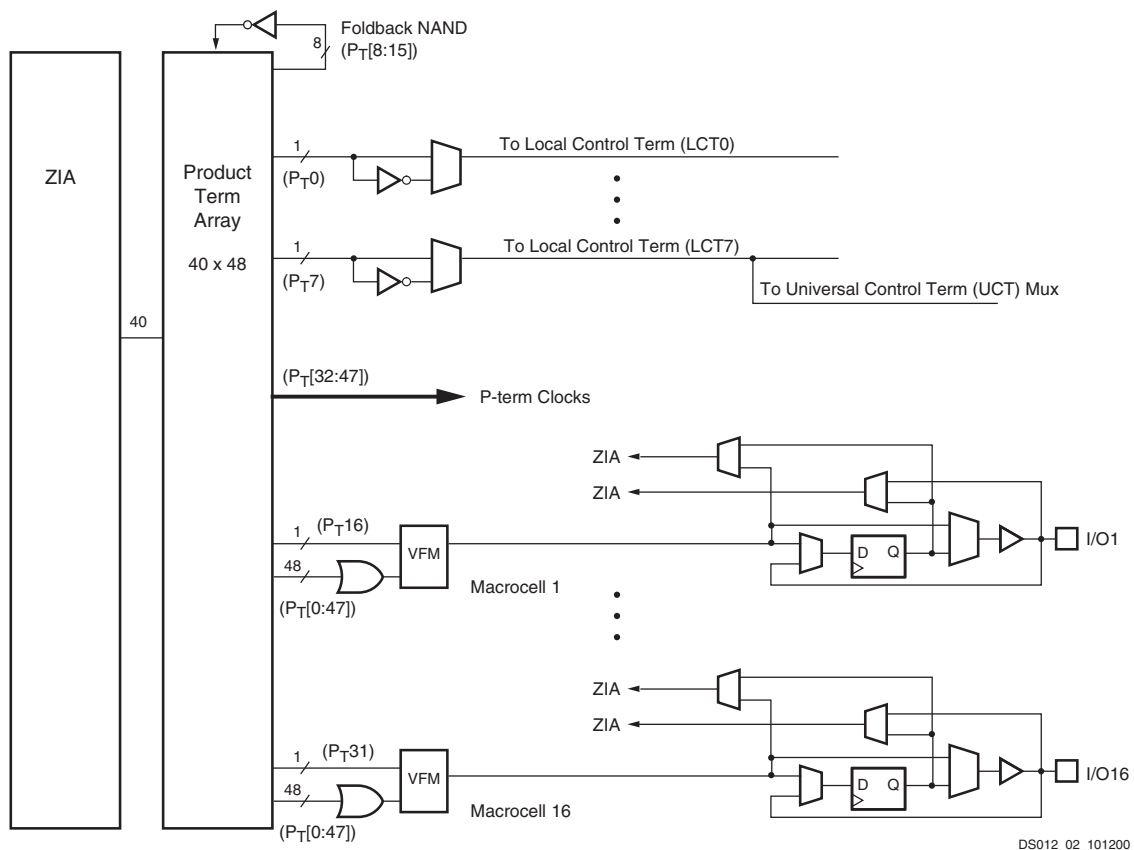 Foldback NAND
(PT[8:15])
8
ZIA
Product
Term
Array
40 x 48
40
1
(PT0)
To Local Control Term (LCT0)
1
(PT7)
To Local Control Term (LCT7)
To Universal Control Term (UCT) Mux
(PT[32:47])
P-term Clocks
ZIA
ZIA
1
(PT16)
48
(PT[0:47])
VFM
Macrocell 1
D Q
I/O1
ZIA
ZIA
1
(PT31)
48
(PT[0:47])
VFM
Macrocell 16
D Q
I/O16
DS012_02_101200